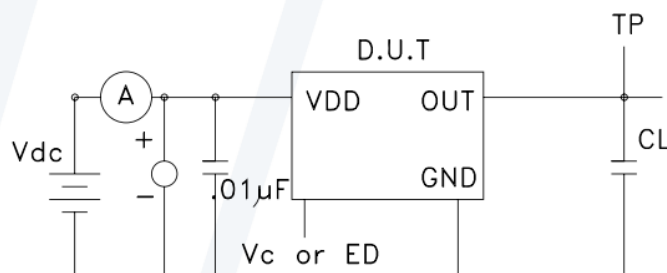 TP
D.U.T
A
VDD
OUT
Vdc
+
-
.01µF
GND
CL
Vc or ED